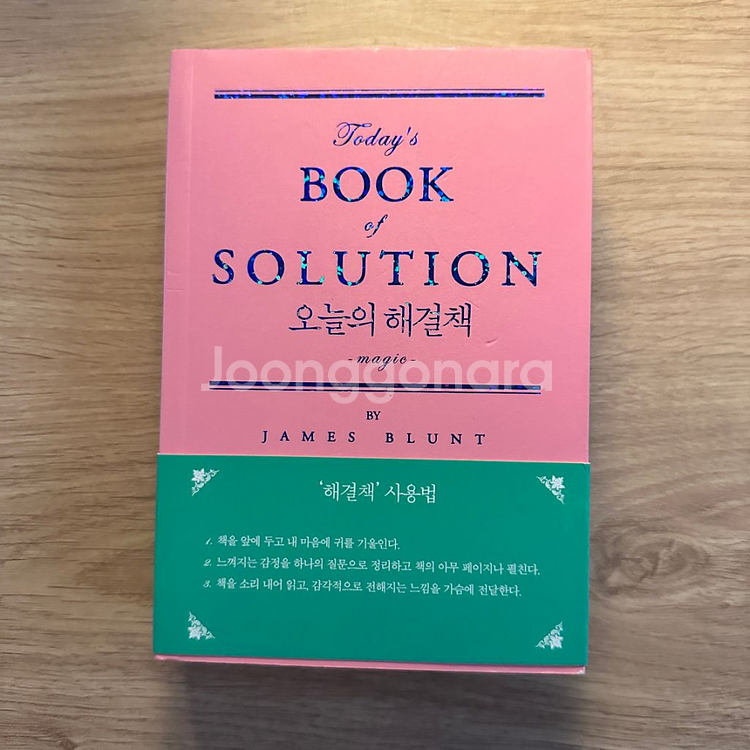 Today's
BOOK
of
SOLUTION
오늘의 해결책
-magic-
Joonggonara
BY
JAMES BLUNT
‘해결책’ 사용법
1. 책을 앞에 두고 내 마음에 귀를 기울인다.
2. 느껴지는 감정을 하나의 질문으로 정리하고 책의 아무 페이지나 펼친다.
3. 책을 소리 내어 읽고, 감각적으로 전해지는 느낌을 가슴에 전달한다.